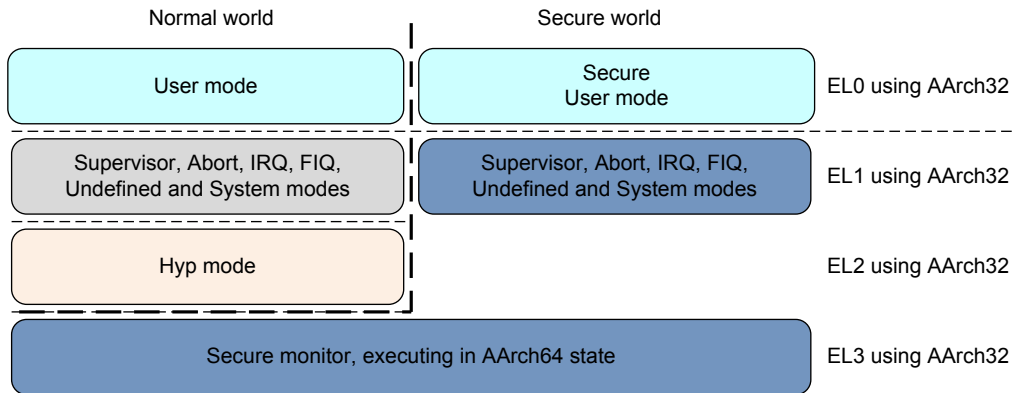 Normal world
Secure world
User mode
Secure
User mode
EL0 using AArch32
Supervisor, Abort, IRQ, FIQ,
Undefined and System modes
Supervisor, Abort, IRQ, FIQ,
Undefined and System modes
EL1 using AArch32
Hyp mode
EL2 using AArch32
Secure monitor, executing in AArch64 state
EL3 using AArch32